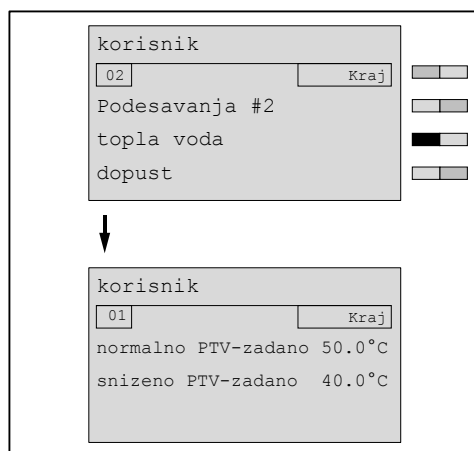 korisnik
02 Kraj
Podesavanja #2
topla voda
dopust
korisnik
01 Kraj
normalno PTV-zadano 50.0°C
snizeno PTV-zadano 40.0°C